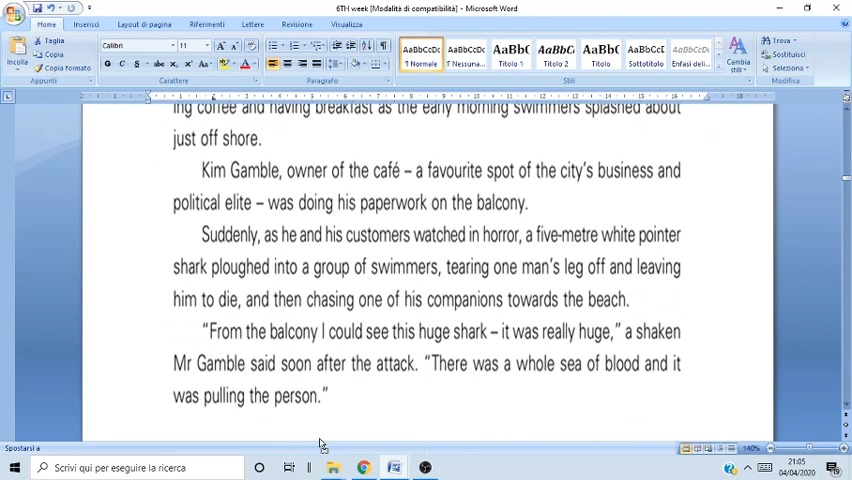 6TH week [Modalità di compatibilità] - Microsoft Word
Home Inserisci Layout di pagina Riferimenti Lettere Revisione Visualizza
Taglia
Copia
Copia formato
Incolla
Calibri 11
AaBbCcDc AaBbCcDc AaBbC AaBbCc AaBbC AaBbCcD AaBbCcDc
¶ Normale ¶ Nessuna... Titolo 1 Titolo 2 Titolo Sottotitolo Enfasi deli...
Cambia stili
Trova
Sostituisci
Seleziona
Appunti Carattere Paragrafo Stili Modifica
ing coffee and having breakfast as the early morning swimmers splashed about
just off shore.
Kim Gamble, owner of the café – a favourite spot of the city's business and
political elite – was doing his paperwork on the balcony.
Suddenly, as he and his customers watched in horror, a five-metre white pointer
shark ploughed into a group of swimmers, tearing one man's leg off and leaving
him to die, and then chasing one of his companions towards the beach.
"From the balcony I could see this huge shark – it was really huge," a shaken
Mr Gamble said soon after the attack. "There was a whole sea of blood and it
was pulling the person."
Spostarsi a
140%
Scrivi qui per eseguire la ricerca
21:05
04/04/2020